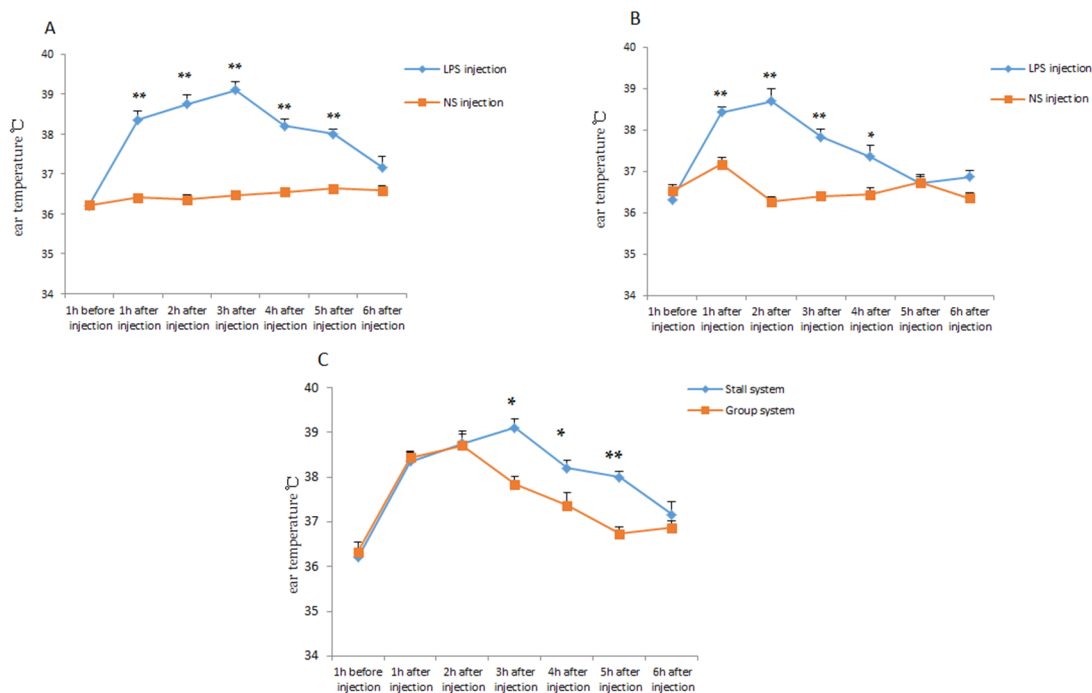 A
40
39
38
37
36
35
34
ear temperature ℃
** ** ** ** **
LPS injection
NS injection
1h before injection
1h after injection
2h after injection
3h after injection
4h after injection
5h after injection
6h after injection
B
40
39
38
37
36
35
34
ear temperature ℃
** ** ** *
LPS injection
NS injection
1h before injection
1h after injection
2h after injection
3h after injection
4h after injection
5h after injection
6h after injection
C
40
39
38
37
36
35
34
ear temperature ℃
* * **
Stall system
Group system
1h before injection
1h after injection
2h after injection
3h after injection
4h after injection
5h after injection
6h after injection